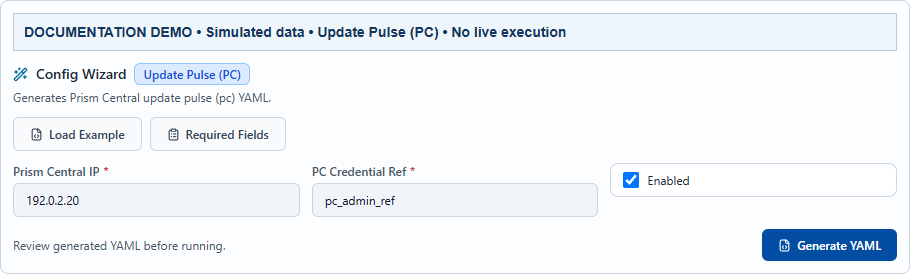 DOCUMENTATION DEMO • Simulated data • Update Pulse (PC) • No live execution
Config Wizard Update Pulse (PC)
Generates Prism Central update pulse (pc) YAML.
Load Example Required Fields
Prism Central IP * PC Credential Ref *
192.0.2.20 pc_admin_ref Enabled
Review generated YAML before running. Generate YAML